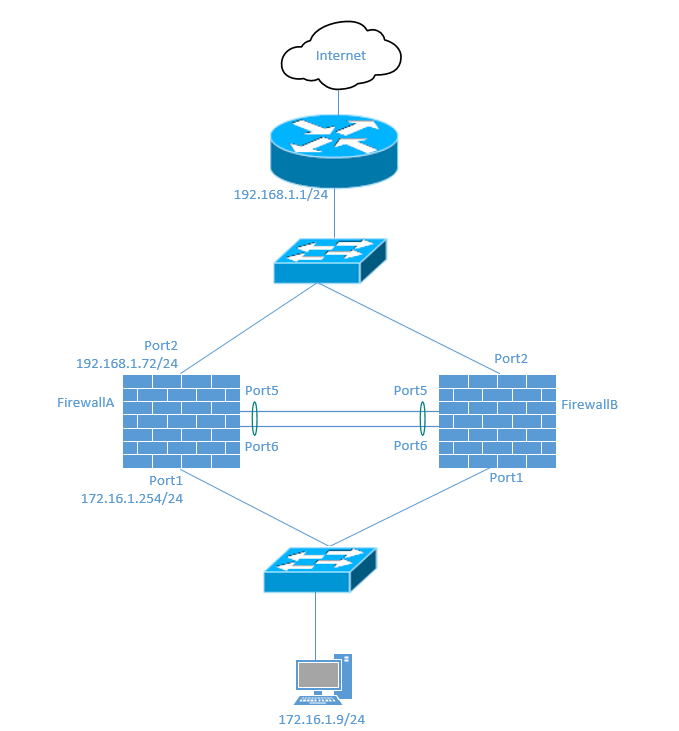 Internet
192.168.1.1/24
Port2
192.168.1.72/24
Port2
FirewallA
Port5
Port5
FirewallB
Port6
Port6
Port1
172.16.1.254/24
Port1
172.16.1.9/24